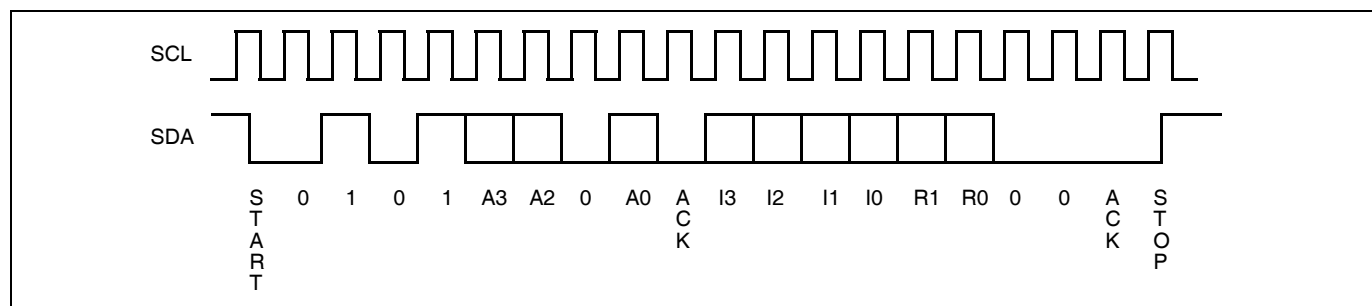 SCL
SDA
START 0 1 0 1 A3 A2 0 A0 ACK I3 I2 I1 I0 R1 R0 0 0 ACK STOP